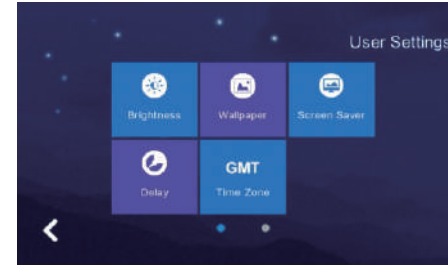 User Settings
Brightness
Wallpaper
Screen Saver
Delay
GMT
Time Zone